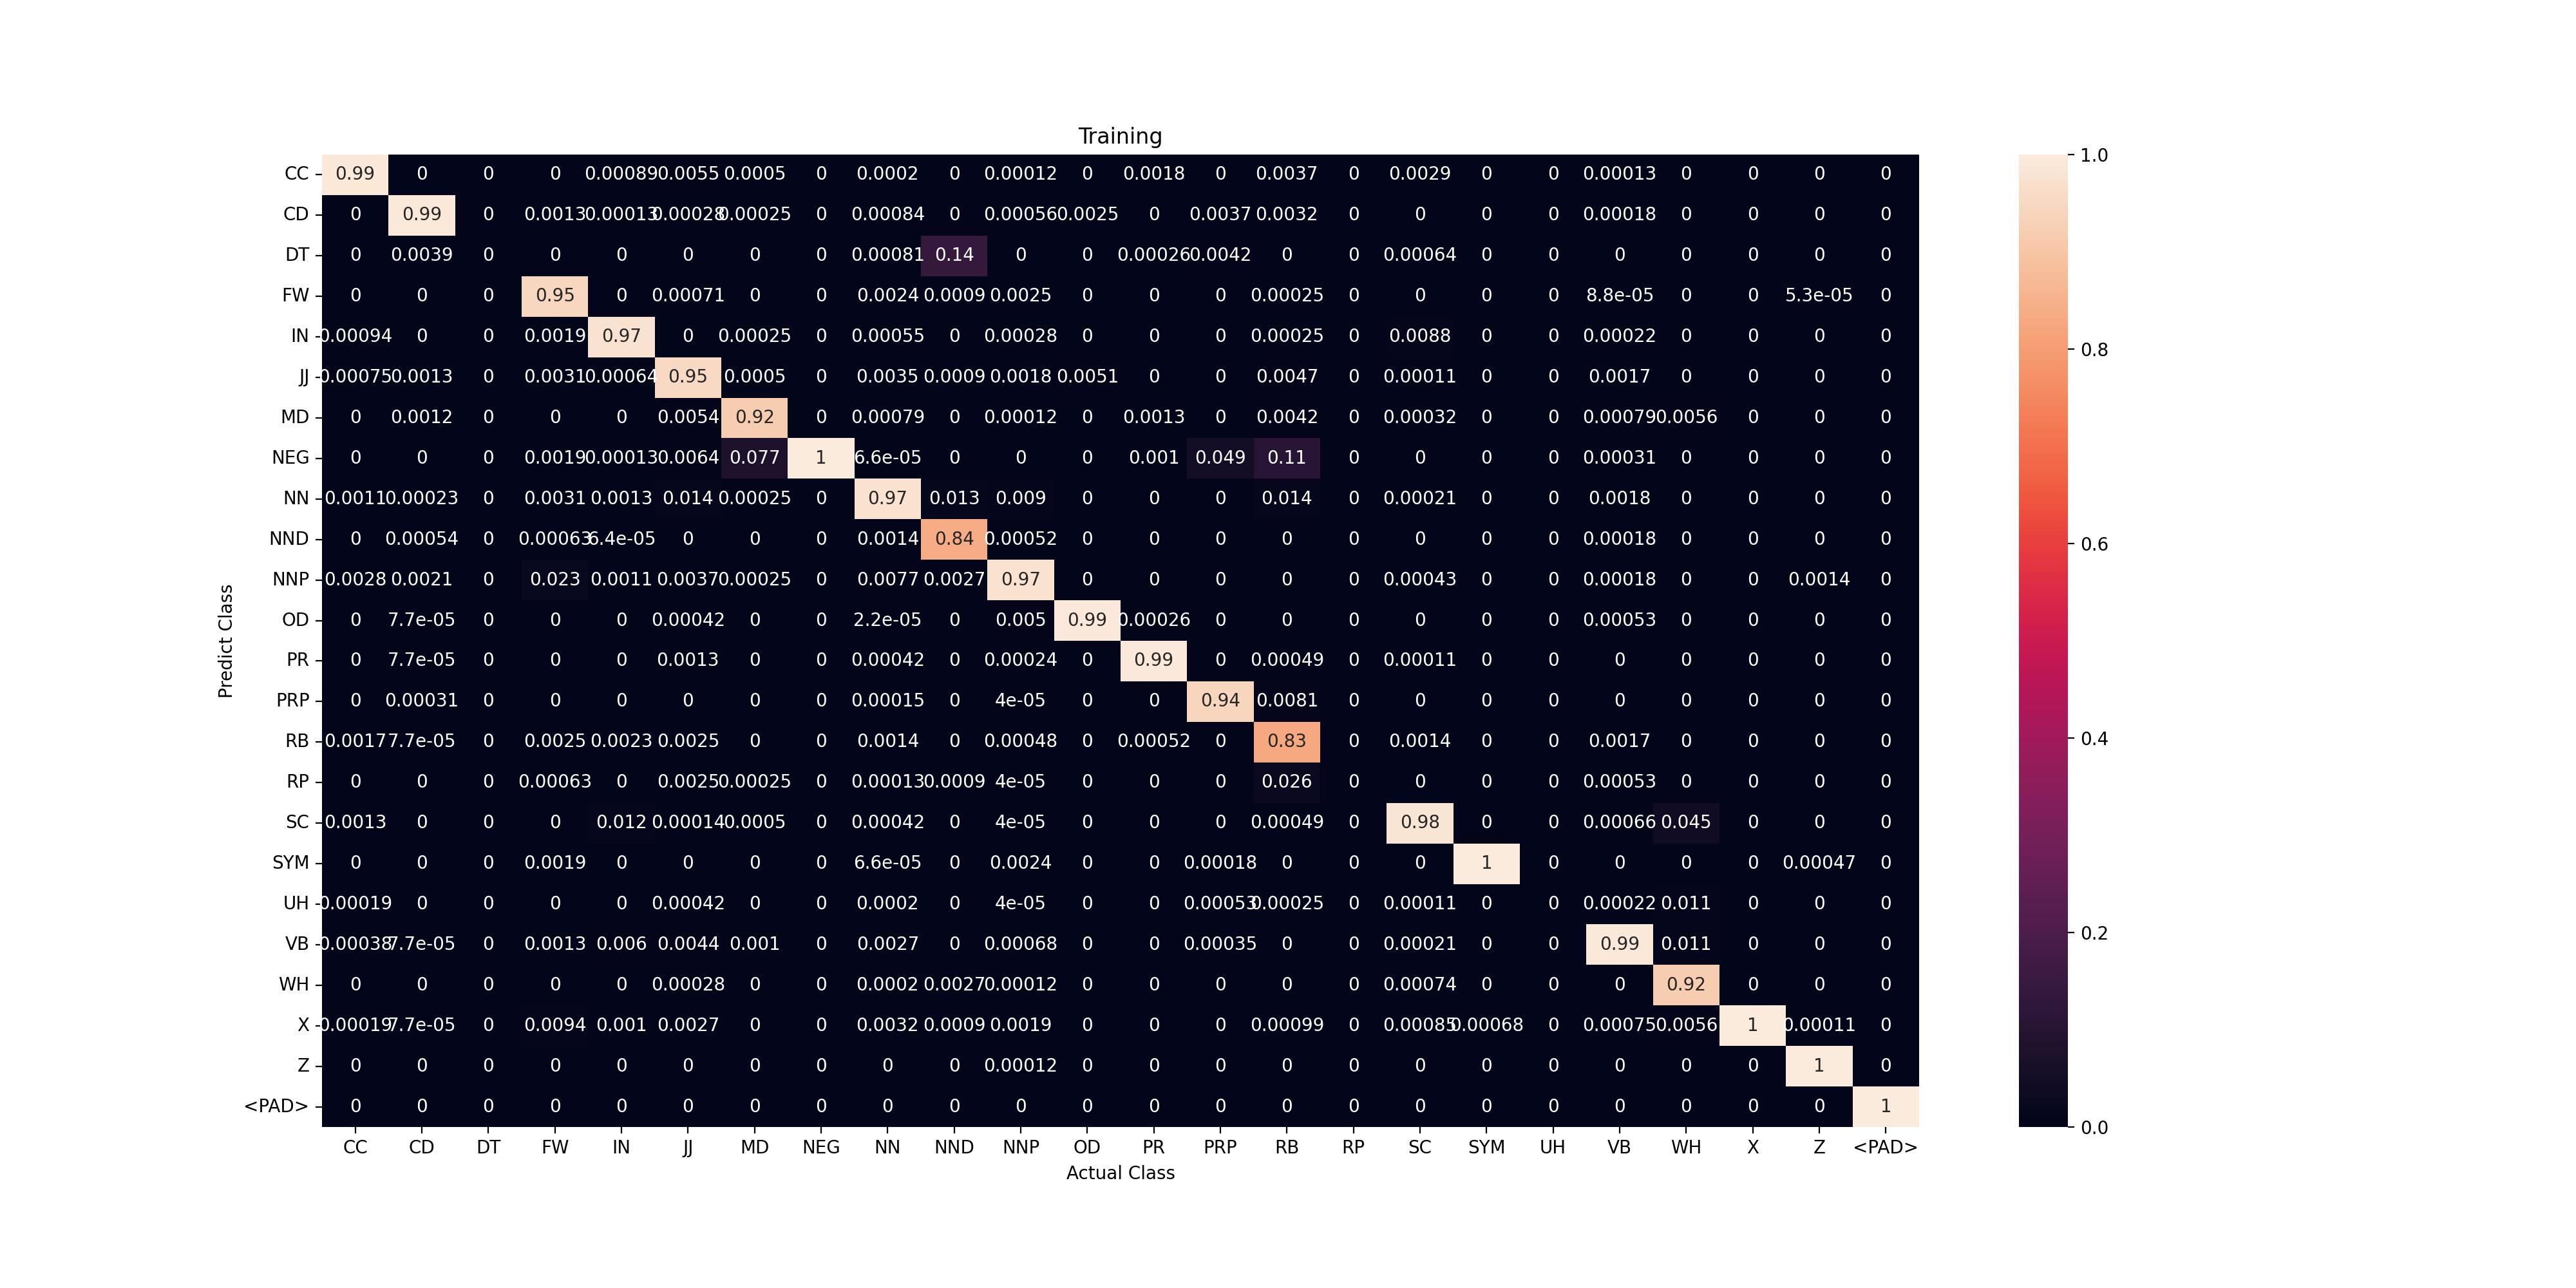 Training
CC 0.99 0 0 0 0.00089 0.0055 0.0005 0 0.0002 0 0.00012 0 0.0018 0 0.0037 0 0.0029 0 0 0.00013 0 0 0 0
CD 0 0.99 0 0.0013 0.00013 0.00028 0.00025 0 0.00084 0 0.00056 0.0025 0 0.0037 0.0032 0 0 0 0 0.00018 0 0 0 0
DT 0 0.0039 0 0 0 0 0 0 0.00081 0.14 0 0 0.00026 0.0042 0 0 0.00064 0 0 0 0 0 0 0
FW 0 0 0 0.95 0 0.00071 0 0 0.0024 0.0009 0.0025 0 0 0 0.00025 0 0 0 0 8.8e-05 0 0 5.3e-05 0
IN 0.00094 0 0 0.0019 0.97 0 0.00025 0 0.00055 0 0.00028 0 0 0 0.00025 0 0.0088 0 0 0.00022 0 0 0 0
JJ 0.00075 0.0013 0 0.0031 0.00064 0.95 0.0005 0 0.0035 0.0009 0.0018 0.0051 0 0 0.0047 0 0.00011 0 0 0.0017 0 0 0 0
MD 0 0.0012 0 0 0 0.0054 0.92 0 0.00079 0 0.00012 0 0.0013 0 0.0042 0 0.00032 0 0 0.00079 0.0056 0 0 0
NEG 0 0 0 0.0019 0.00013 0.0064 0.077 1 6.6e-05 0 0 0 0.001 0.049 0.11 0 0 0 0 0.00031 0 0 0 0
NN 0.0011 0.00023 0 0.0031 0.0013 0.014 0.00025 0 0.97 0.013 0.009 0 0 0 0.014 0 0.00021 0 0 0.0018 0 0 0 0
NND 0 0.00054 0 0.00063 6.4e-05 0 0 0 0.0014 0.84 0.00052 0 0 0 0 0 0 0 0 0.00018 0 0 0 0
NNP 0.0028 0.0021 0 0.023 0.0011 0.0037 0.00025 0 0.0077 0.0027 0.97 0 0 0 0 0 0.00043 0 0 0.00018 0 0 0.0014 0
OD 0 7.7e-05 0 0 0 0.00042 0 0 2.2e-05 0 0.005 0.99 0.00026 0 0 0 0 0 0 0.00053 0 0 0 0
PR 0 7.7e-05 0 0 0 0.0013 0 0 0.00042 0 0.00024 0 0.99 0 0.00049 0 0.00011 0 0 0 0 0 0 0
PRP 0 0.00031 0 0 0 0 0 0 0.00015 0 4e-05 0 0 0.94 0.0081 0 0 0 0 0 0 0 0 0
RB 0.0017 7.7e-05 0 0.0025 0.0023 0.0025 0 0 0.0014 0 0.00048 0 0.00052 0 0.83 0 0.0014 0 0 0.0017 0 0 0 0
RP 0 0 0 0.00063 0 0.0025 0.00025 0 0.00013 0.0009 4e-05 0 0 0 0.026 0 0 0 0 0.00053 0 0 0 0
SC 0.0013 0 0 0 0.012 0.00014 0.0005 0 0.00042 0 4e-05 0 0 0 0.00049 0 0.98 0 0 0.00066 0.045 0 0 0
SYM 0 0 0 0.0019 0 0 0 0 6.6e-05 0 0.0024 0 0 0.00018 0 0 0 1 0 0 0 0 0.00047 0
UH 0.00019 0 0 0 0 0.00042 0 0 0.0002 0 4e-05 0 0 0.00053 0.00025 0 0.00011 0 0 0.00022 0.011 0 0 0
VB 0.00038 7.7e-05 0 0.0013 0.006 0.0044 0.001 0 0.0027 0 0.00068 0 0 0.00035 0 0 0.00021 0 0 0.99 0.011 0 0 0
WH 0 0 0 0 0 0.00028 0 0 0.0002 0.0027 0.00012 0 0 0 0 0 0.00074 0 0 0 0.92 0 0 0
X 0.00019 7.7e-05 0 0.0094 0.001 0.0027 0 0 0.0032 0.0009 0.0019 0 0 0 0.00099 0 0.00085 0.00068 0 0.00075 0.0056 1 0.00011 0
Z 0 0 0 0 0 0 0 0 0 0 0.00012 0 0 0 0 0 0 0 0 0 0 0 1 0
<PAD> 0 0 0 0 0 0 0 0 0 0 0 0 0 0 0 0 0 0 0 0 0 0 0 1
CC CD DT FW IN JJ MD NEG NN NND NNP OD PR PRP RB RP SC SYM UH VB WH X Z <PAD>
Actual Class
Predict Class
1.0
0.8
0.6
0.4
0.2
0.0